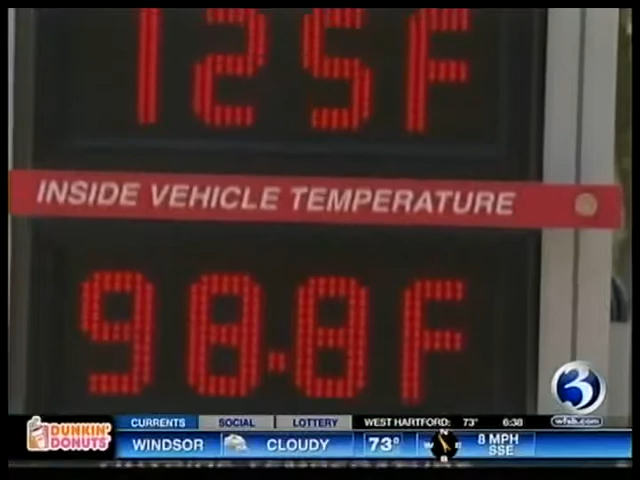 125F
INSIDE VEHICLE TEMPERATURE
98.8F
3
wfsb.com
DUNKIN'
DONUTS
CURRENTS SOCIAL LOTTERY WEST HARTFORD: 73° 6:38
WINDSOR CLOUDY 73° 8 MPH
SSE